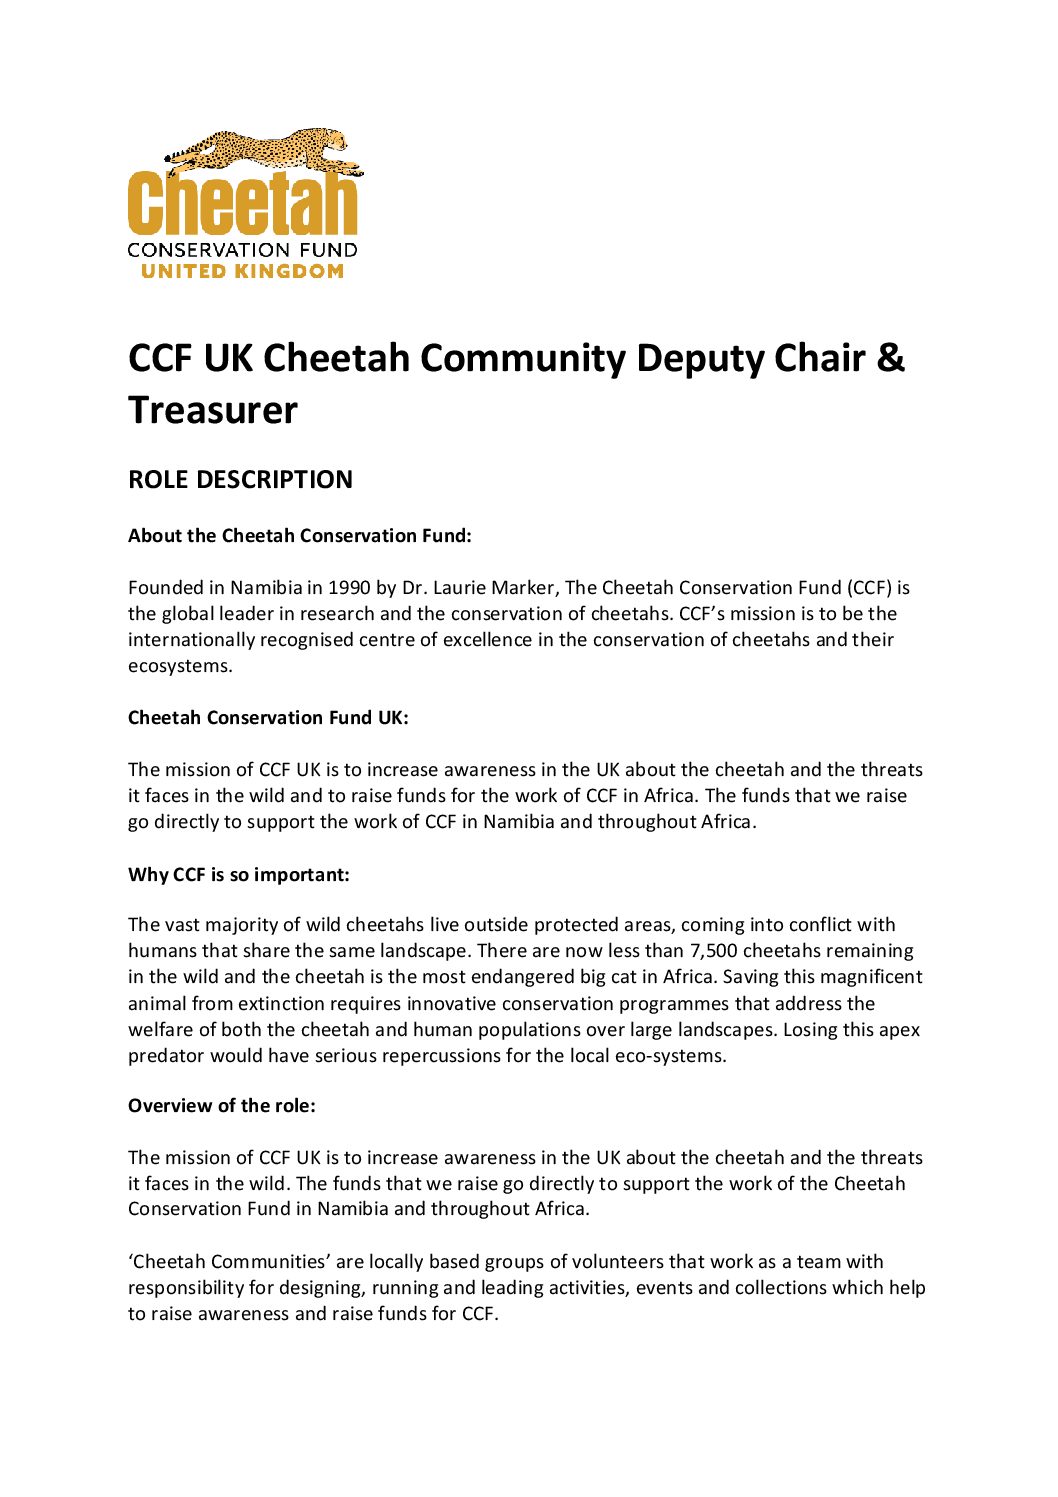 Cheetah
CONSERVATION FUND
UNITED KINGDOM
CCF UK Cheetah Community Deputy Chair &
Treasurer
ROLE DESCRIPTION
About the Cheetah Conservation Fund:
Founded in Namibia in 1990 by Dr. Laurie Marker, The Cheetah Conservation Fund (CCF) is
the global leader in research and the conservation of cheetahs. CCF’s mission is to be the
internationally recognised centre of excellence in the conservation of cheetahs and their
ecosystems.
Cheetah Conservation Fund UK:
The mission of CCF UK is to increase awareness in the UK about the cheetah and the threats
it faces in the wild and to raise funds for the work of CCF in Africa. The funds that we raise
go directly to support the work of CCF in Namibia and throughout Africa.
Why CCF is so important:
The vast majority of wild cheetahs live outside protected areas, coming into conflict with
humans that share the same landscape. There are now less than 7,500 cheetahs remaining
in the wild and the cheetah is the most endangered big cat in Africa. Saving this magnificent
animal from extinction requires innovative conservation programmes that address the
welfare of both the cheetah and human populations over large landscapes. Losing this apex
predator would have serious repercussions for the local eco-systems.
Overview of the role:
The mission of CCF UK is to increase awareness in the UK about the cheetah and the threats
it faces in the wild. The funds that we raise go directly to support the work of the Cheetah
Conservation Fund in Namibia and throughout Africa.
‘Cheetah Communities’ are locally based groups of volunteers that work as a team with
responsibility for designing, running and leading activities, events and collections which help
to raise awareness and raise funds for CCF.